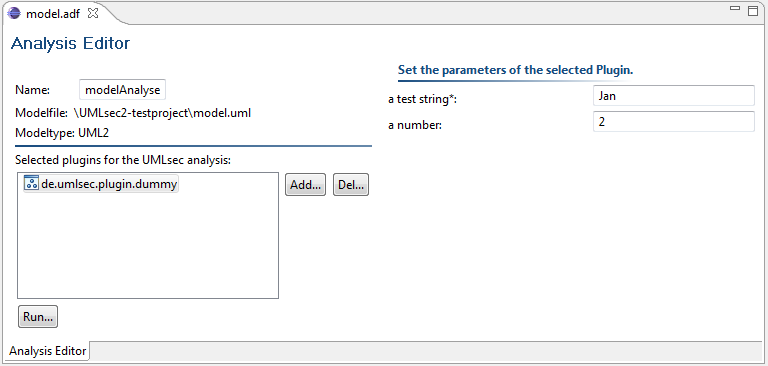 model.adf
Analysis Editor
Name: modelAnalyse
Modelfile: \UMLsec2-testproject\model.uml
Modeltype: UML2
Selected plugins for the UMLsec analysis:
de.umlsec.plugin.dummy
Add... Del...
Run...
Set the parameters of the selected Plugin.
a test string*: Jan
a number: 2
Analysis Editor